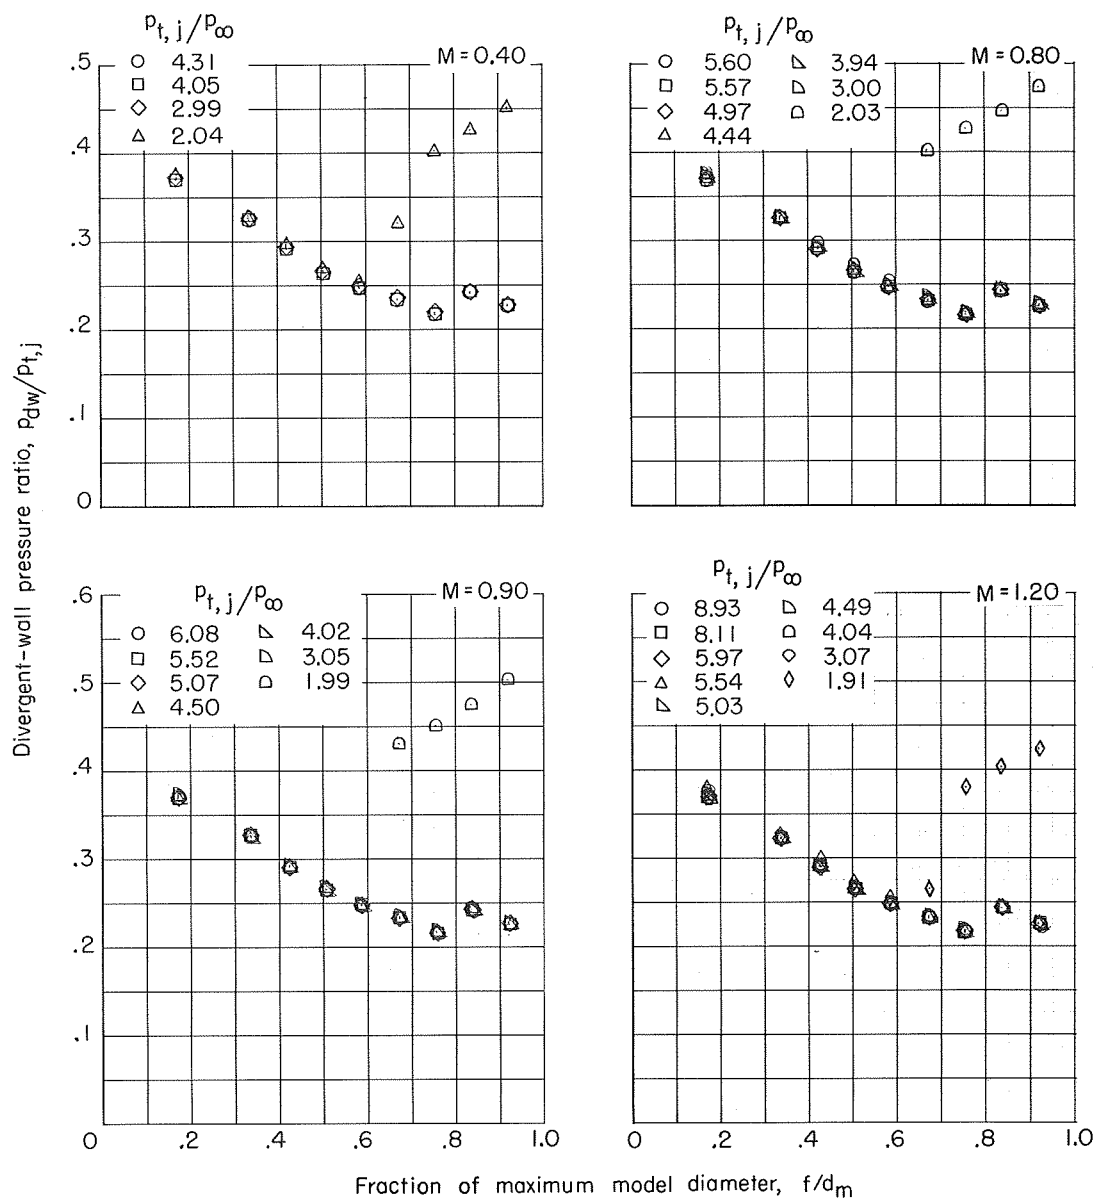 Divergent-wall pressure ratio, p_dw/p_t,j
p_t,j/p_∞
M = 0.40
4.31
4.05
2.99
2.04
.5
.4
.3
.2
.1
0
p_t,j/p_∞
M = 0.80
5.60 3.94
5.57 3.00
4.97 2.03
4.44
p_t,j/p_∞
M = 0.90
6.08 4.02
5.52 3.05
5.07 1.99
4.50
.6
.5
.4
.3
.2
.1
0 .2 .4 .6 .8 1.0
p_t,j/p_∞
M = 1.20
8.93 4.49
8.11 4.04
5.97 3.07
5.54 1.91
5.03
0 .2 .4 .6 .8 1.0
Fraction of maximum model diameter, f/d_m